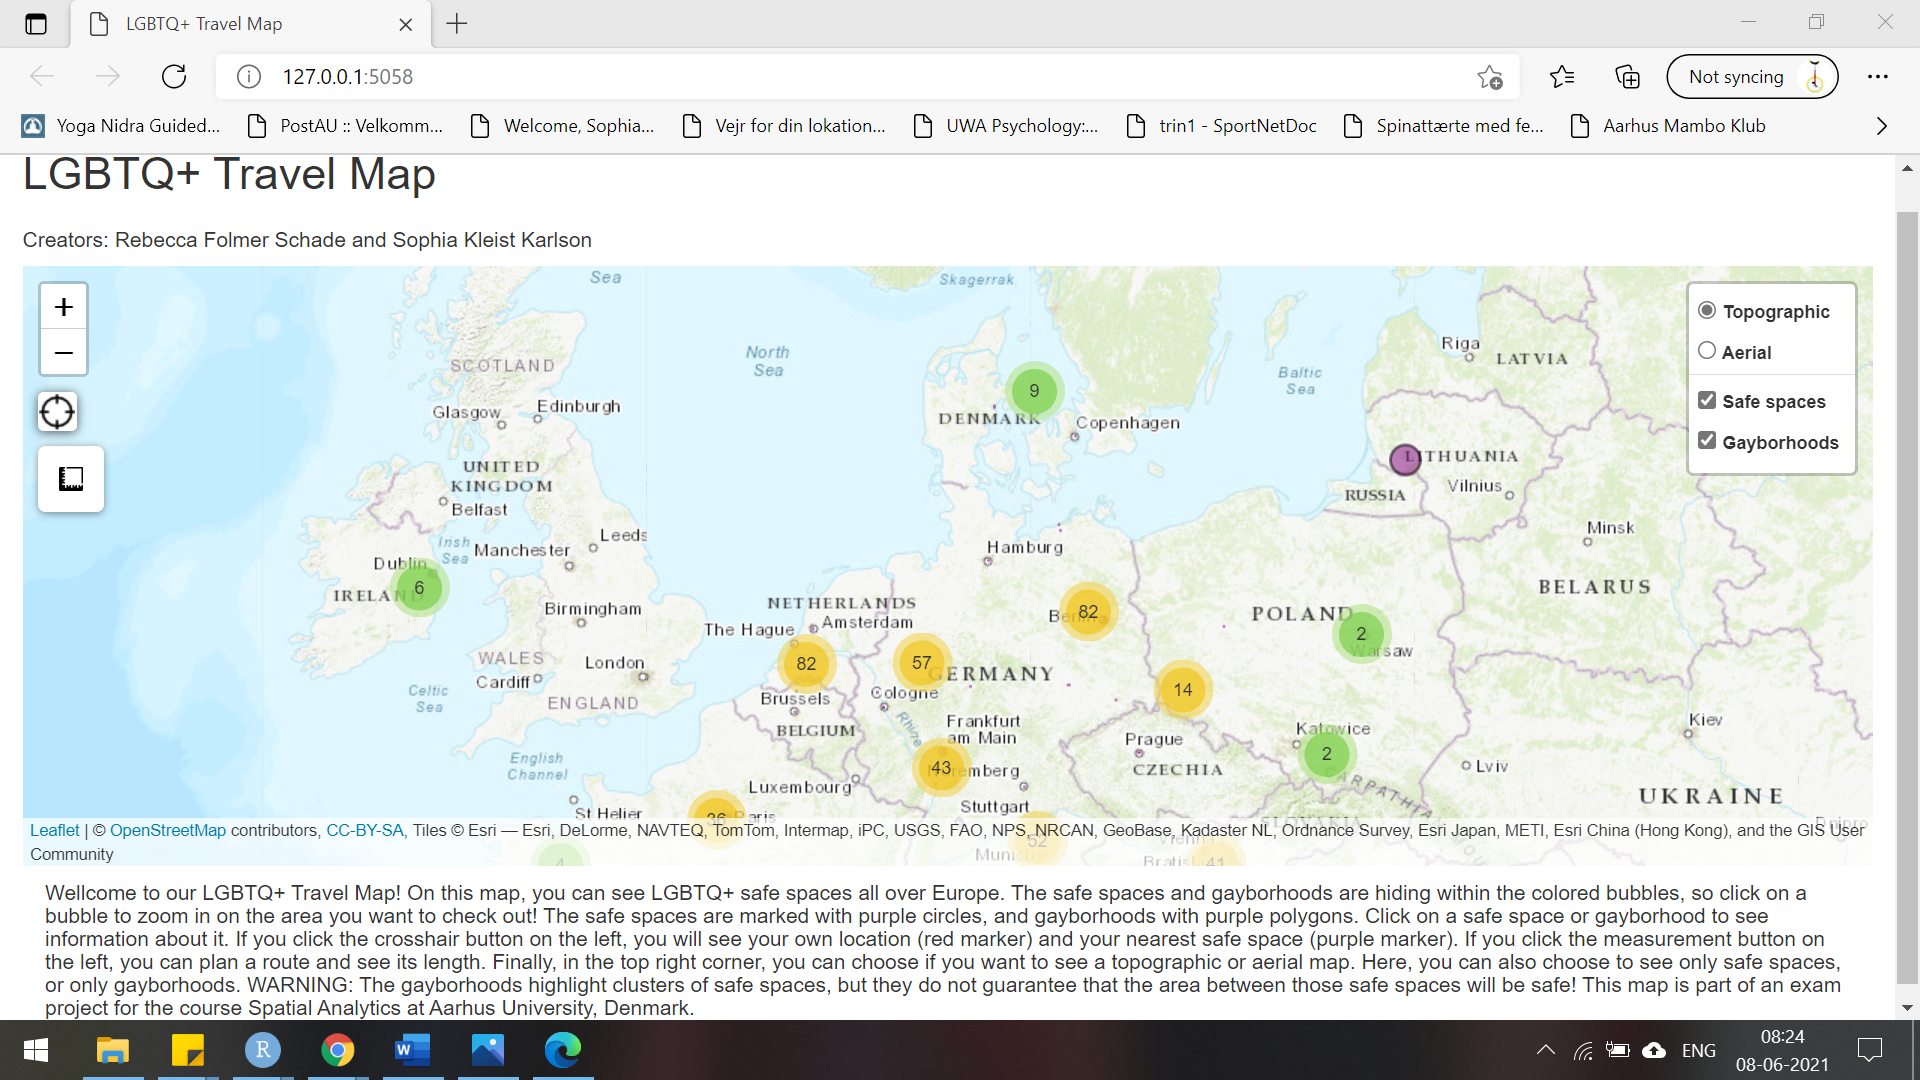 LGBTQ+ Travel Map
127.0.0.1:5058
Not syncing
Yoga Nidra Guided...
PostAU :: Velkomm...
Welcome, Sophia...
Vejr for din lokation...
UWA Psychology:...
trin1 - SportNetDoc
Spinattærte med fe...
Aarhus Mambo Klub
LGBTQ+ Travel Map
Creators: Rebecca Folmer Schade and Sophia Kleist Karlson
+
−
Topographic
Aerial
Safe spaces
Gayborhoods
Sea
Skagerrak
SCOTLAND
North
Sea
Baltic
Sea
Riga
LATVIA
Glasgow
Edinburgh
9
DENMARK
Copenhagen
LITHUANIA
Vilnius
RUSSIA
UNITED
KINGDOM
Belfast
Irish
Sea
Leeds
Manchester
Dublin
6
IRELAND
Hamburg
Minsk
BELARUS
Birmingham
NETHERLANDS
The Hague
Amsterdam
82
POLAND
2
Warsaw
WALES
London
Cardiff
ENGLAND
Celtic
Sea
82
57
GERMANY
Cologne
Brussels
BELGIUM
Rhine
14
Frankfurt
am Main
Prague
CZECHIA
Katowice
2
Kiev
Lviv
UKRAINE
English
Channel
43
Luxembourg
Stuttgart
St Helier
36
52
Munich
41
4
Leaflet | © OpenStreetMap contributors, CC-BY-SA, Tiles © Esri — Esri, DeLorme, NAVTEQ, TomTom, Intermap, iPC, USGS, FAO, NPS, NRCAN, GeoBase, Kadaster NL, Ordnance Survey, Esri Japan, METI, Esri China (Hong Kong), and the GIS User
Community
Wellcome to our LGBTQ+ Travel Map! On this map, you can see LGBTQ+ safe spaces all over Europe. The safe spaces and gayborhoods are hiding within the colored bubbles, so click on a
bubble to zoom in on the area you want to check out! The safe spaces are marked with purple circles, and gayborhoods with purple polygons. Click on a safe space or gayborhood to see
information about it. If you click the crosshair button on the left, you will see your own location (red marker) and your nearest safe space (purple marker). If you click the measurement button on
the left, you can plan a route and see its length. Finally, in the top right corner, you can choose if you want to see a topographic or aerial map. Here, you can also choose to see only safe spaces,
or only gayborhoods. WARNING: The gayborhoods highlight clusters of safe spaces, but they do not guarantee that the area between those safe spaces will be safe! This map is part of an exam
project for the course Spatial Analytics at Aarhus University, Denmark.
R
W
ENG
08:24
08-06-2021